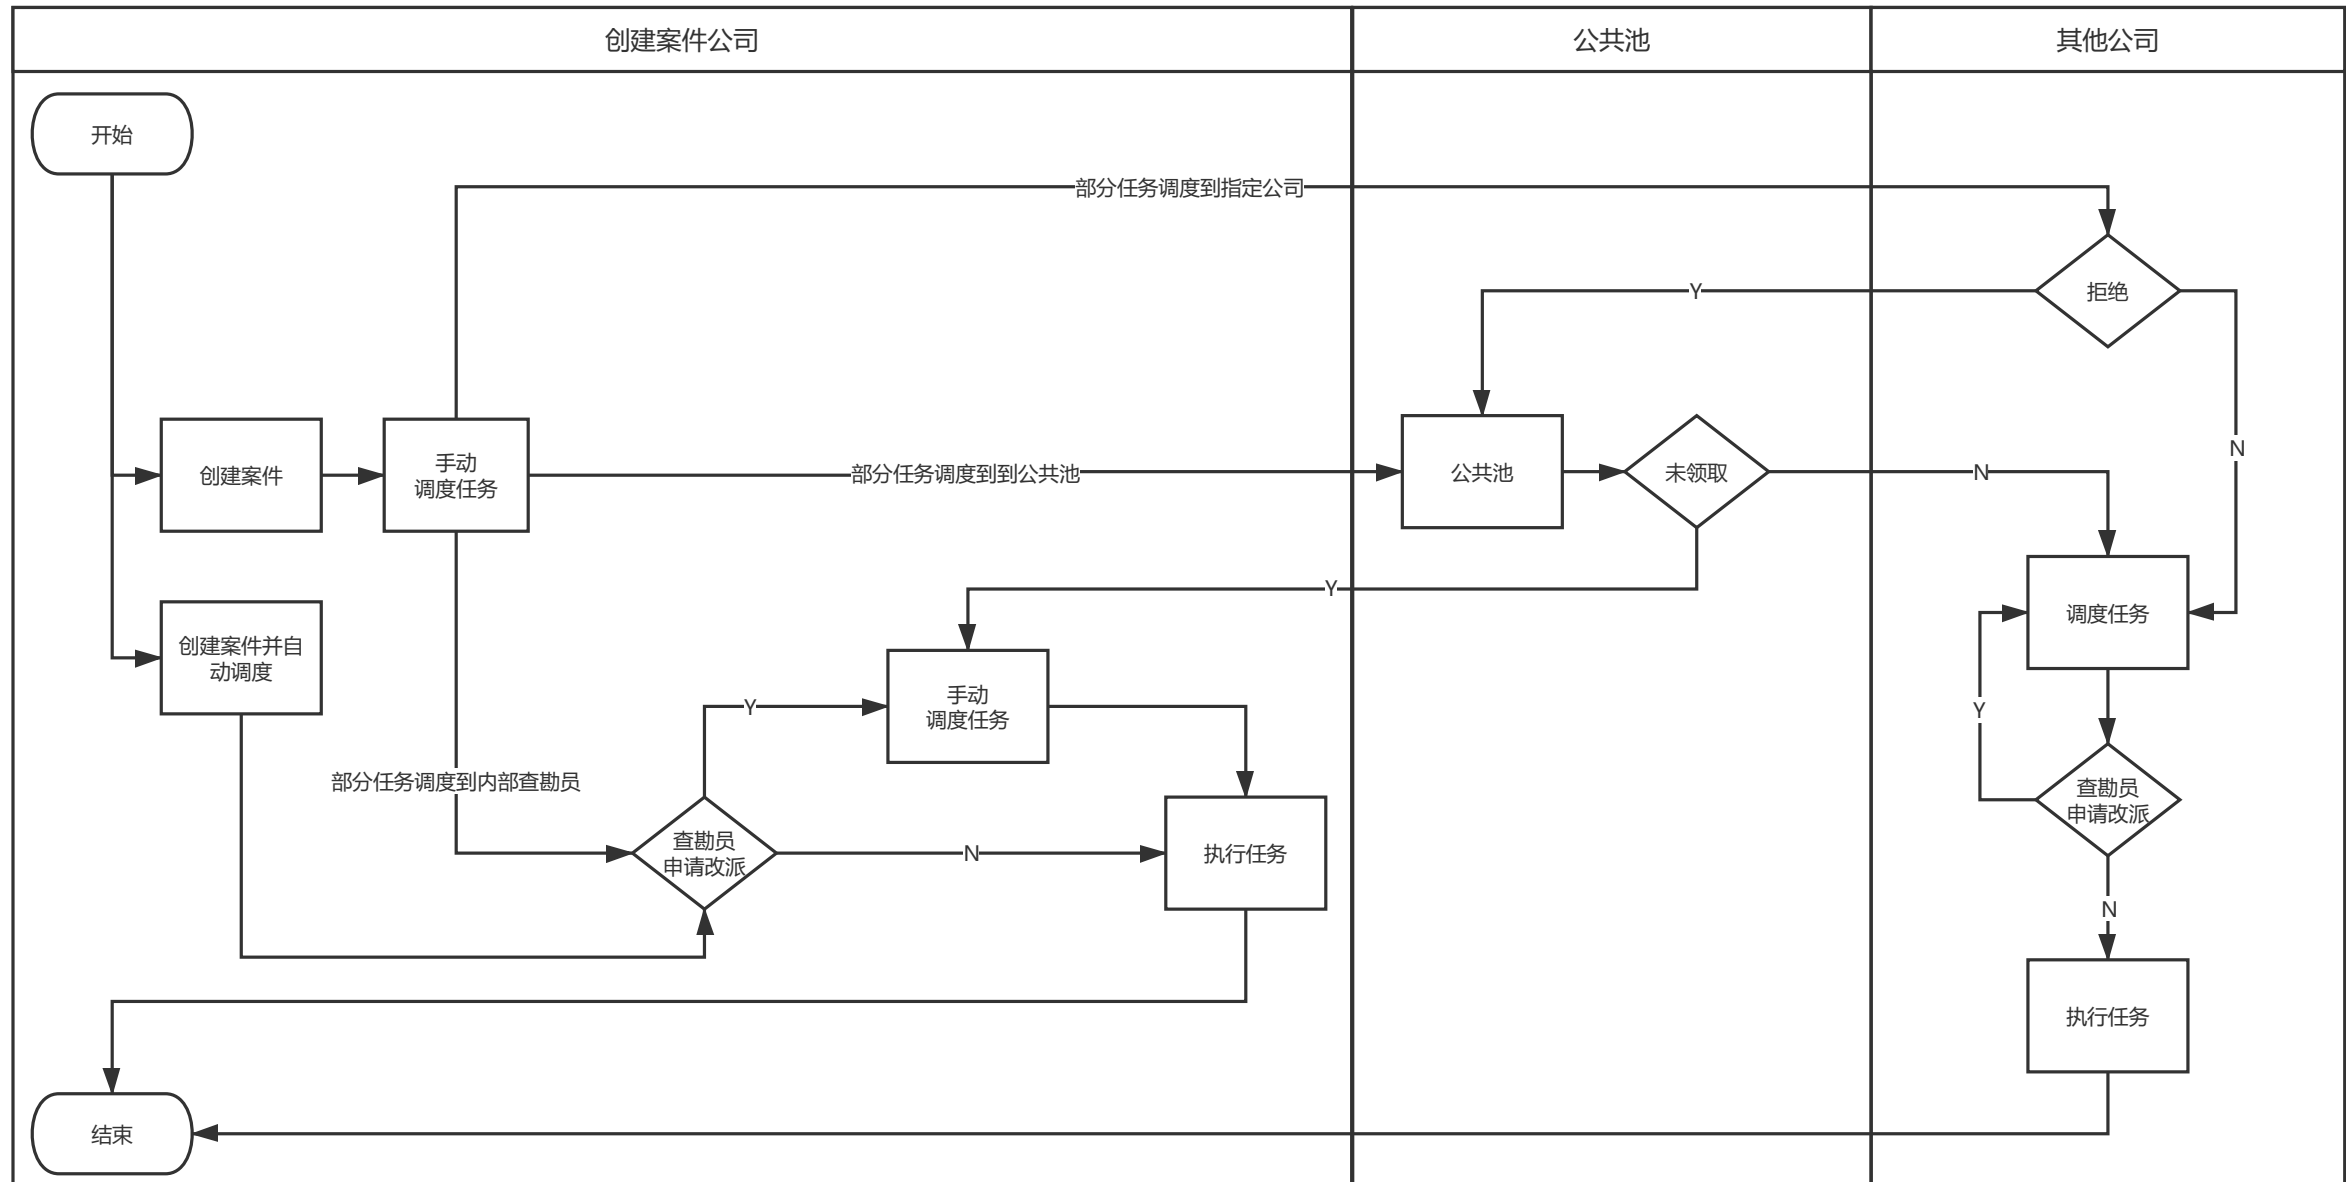 创建案件公司
公共池
其他公司
开始
部分任务调度到指定公司
拒绝
Y
N
创建案件
手动
调度任务
部分任务调度到到公共池
公共池
未领取
N
Y
调度任务
创建案件并自
动调度
手动
调度任务
Y
Y
部分任务调度到内部查勘员
查勘员
申请改派
N
执行任务
查勘员
申请改派
N
执行任务
结束